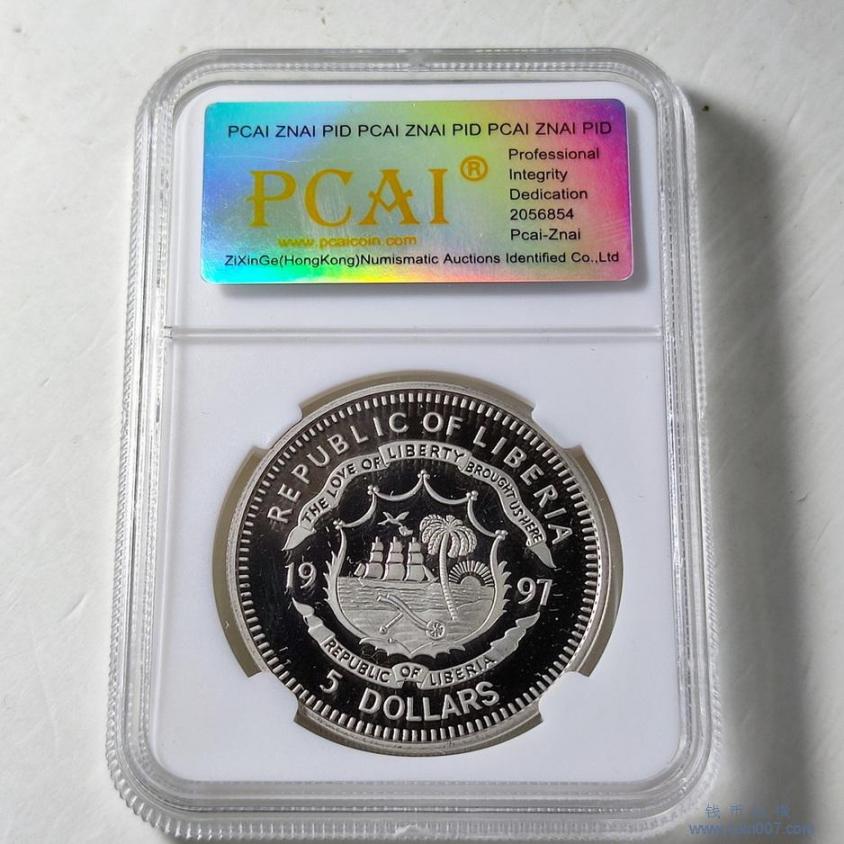 PCAI ZNAI PID PCAI ZNAI PID PCAI ZNAI PID
PCAI®
www.pcaicoin.com
Professional
Integrity
Dedication
2056854
Pcai-Znai
ZiXinGe(HongKong)Numismatic Auctions Identified Co.,Ltd
REPUBLIC OF LIBERIA
THE LOVE OF LIBERTY BROUGHT US HERE
19 97
REPUBLIC OF LIBERIA
5 DOLLARS
钱币